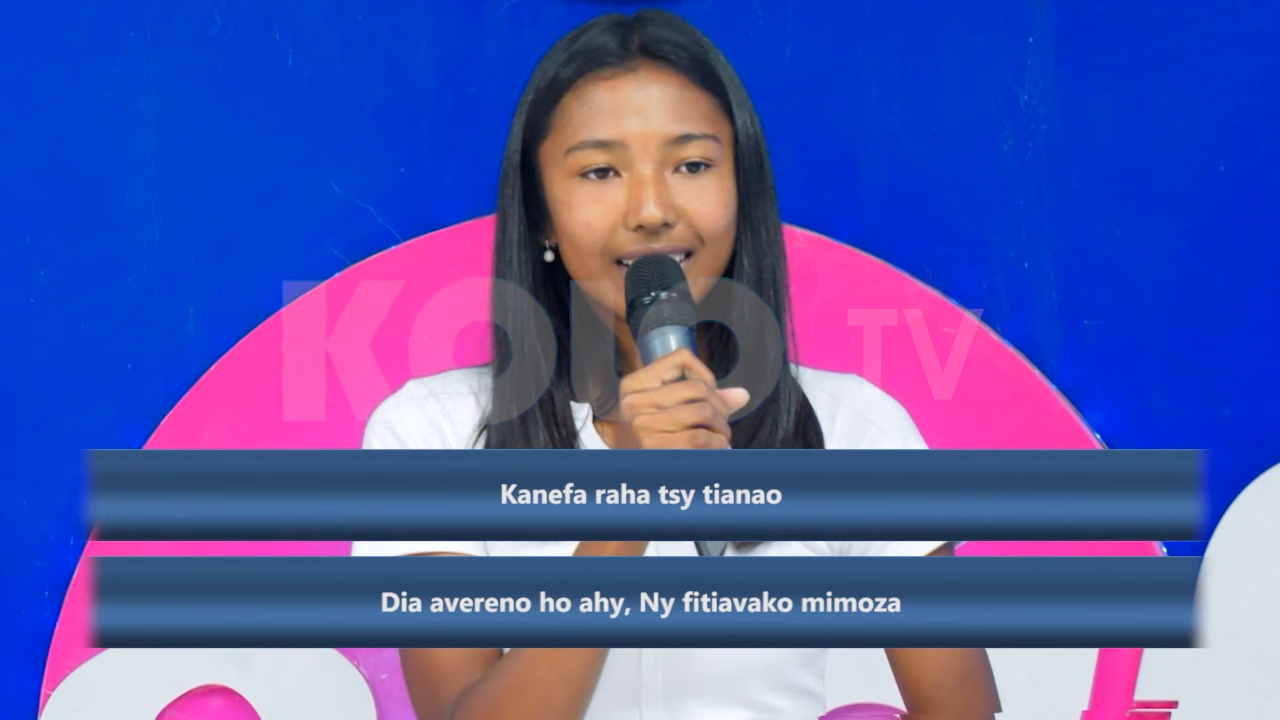 KOLO TV
Kanefa raha tsy tianao
Dia avereno ho ahy, Ny fitiavako mimoza